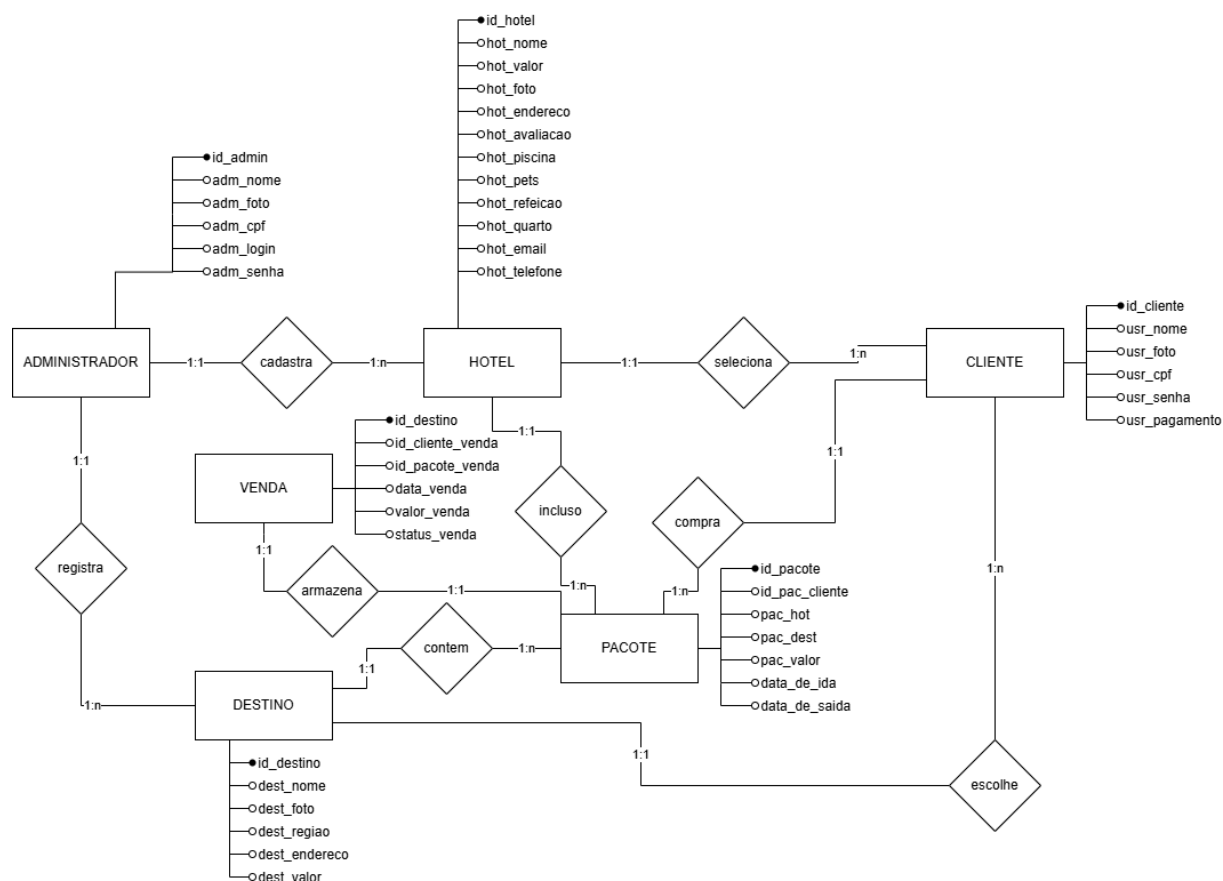 id_hotel
hot_nome
hot_valor
hot_foto
hot_endereco
hot_avaliacao
hot_piscina
hot_pets
hot_refeicao
hot_quarto
hot_email
hot_telefone
id_admin
adm_nome
adm_foto
adm_cpf
adm_login
adm_senha
ADMINISTRADOR
1:1
cadastra
1:n
HOTEL
1:1
seleciona
1:n
CLIENTE
id_cliente
usr_nome
usr_foto
usr_cpf
usr_senha
usr_pagamento
1:1
1:1
1:1
VENDA
id_destino
id_cliente_venda
id_pacote_venda
data_venda
valor_venda
status_venda
incluso
compra
1:1
registra
armazena
1:1
1:n
1:n
1:n
contem
1:1
1:n
PACOTE
id_pacote
id_pac_cliente
pac_hot
pac_dest
pac_valor
data_de_ida
data_de_saida
1:n
DESTINO
1:1
escolhe
id_destino
dest_nome
dest_foto
dest_regiao
dest_endereco
dest_valor